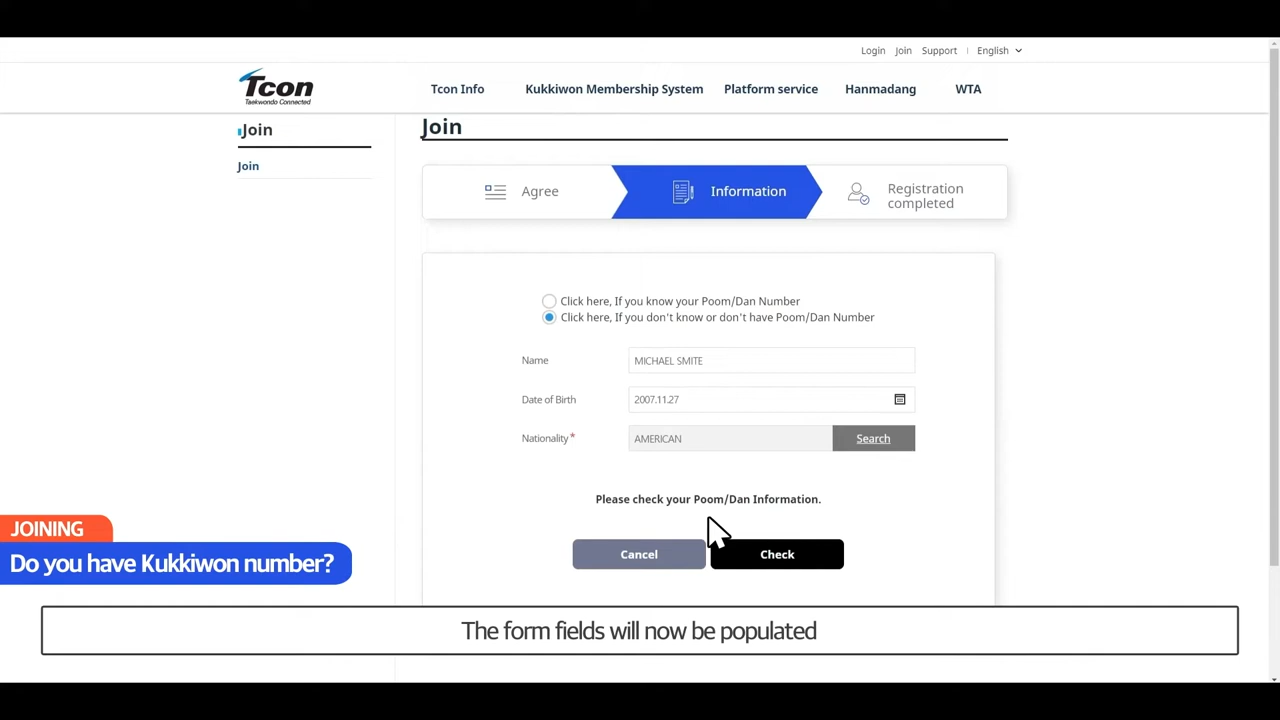 Login Join Support | English
Tcon
Taekwondo Connected
Tcon Info Kukkiwon Membership System Platform service Hanmadang WTA
Join
Join
Join
Agree
Information
Registration
completed
Click here, If you know your Poom/Dan Number
Click here, If you don't know or don't have Poom/Dan Number
Name MICHAEL SMITE
Date of Birth 2007.11.27
Nationality * AMERICAN Search
Please check your Poom/Dan Information.
Cancel Check
JOINING
Do you have Kukkiwon number?
The form fields will now be populated